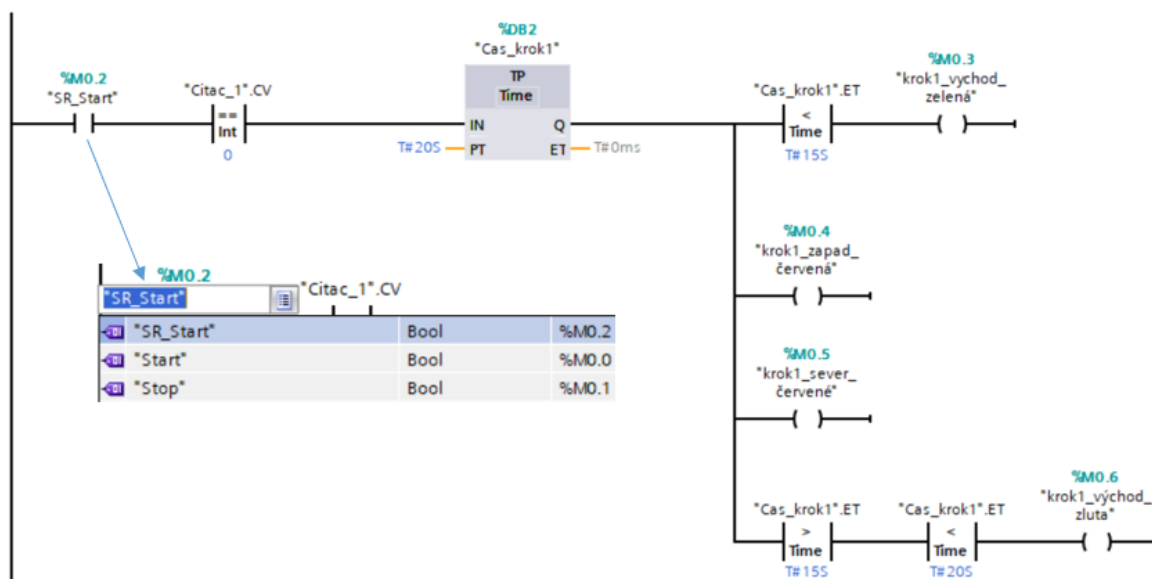 %DB2
"Cas_krok1"
%M0.2
"SR_Start"
"Citac_1".CV
==
Int
0
TP
Time
IN
Q
T#20S
PT
ET
T#0ms
"Cas_krok1".ET
<
Time
T#15S
%M0.3
"krok1_vychod_
zelená"
%M0.4
"krok1_zapad_
červená"
%M0.5
"krok1_sever_
červené"
"Cas_krok1".ET
>
Time
T#15S
"Cas_krok1".ET
<
Time
T#20S
%M0.6
"krok1_východ_
zluta"
%M0.2
"SR_Start"
"Citac_1".CV
"SR_Start" Bool %M0.2
"Start" Bool %M0.0
"Stop" Bool %M0.1